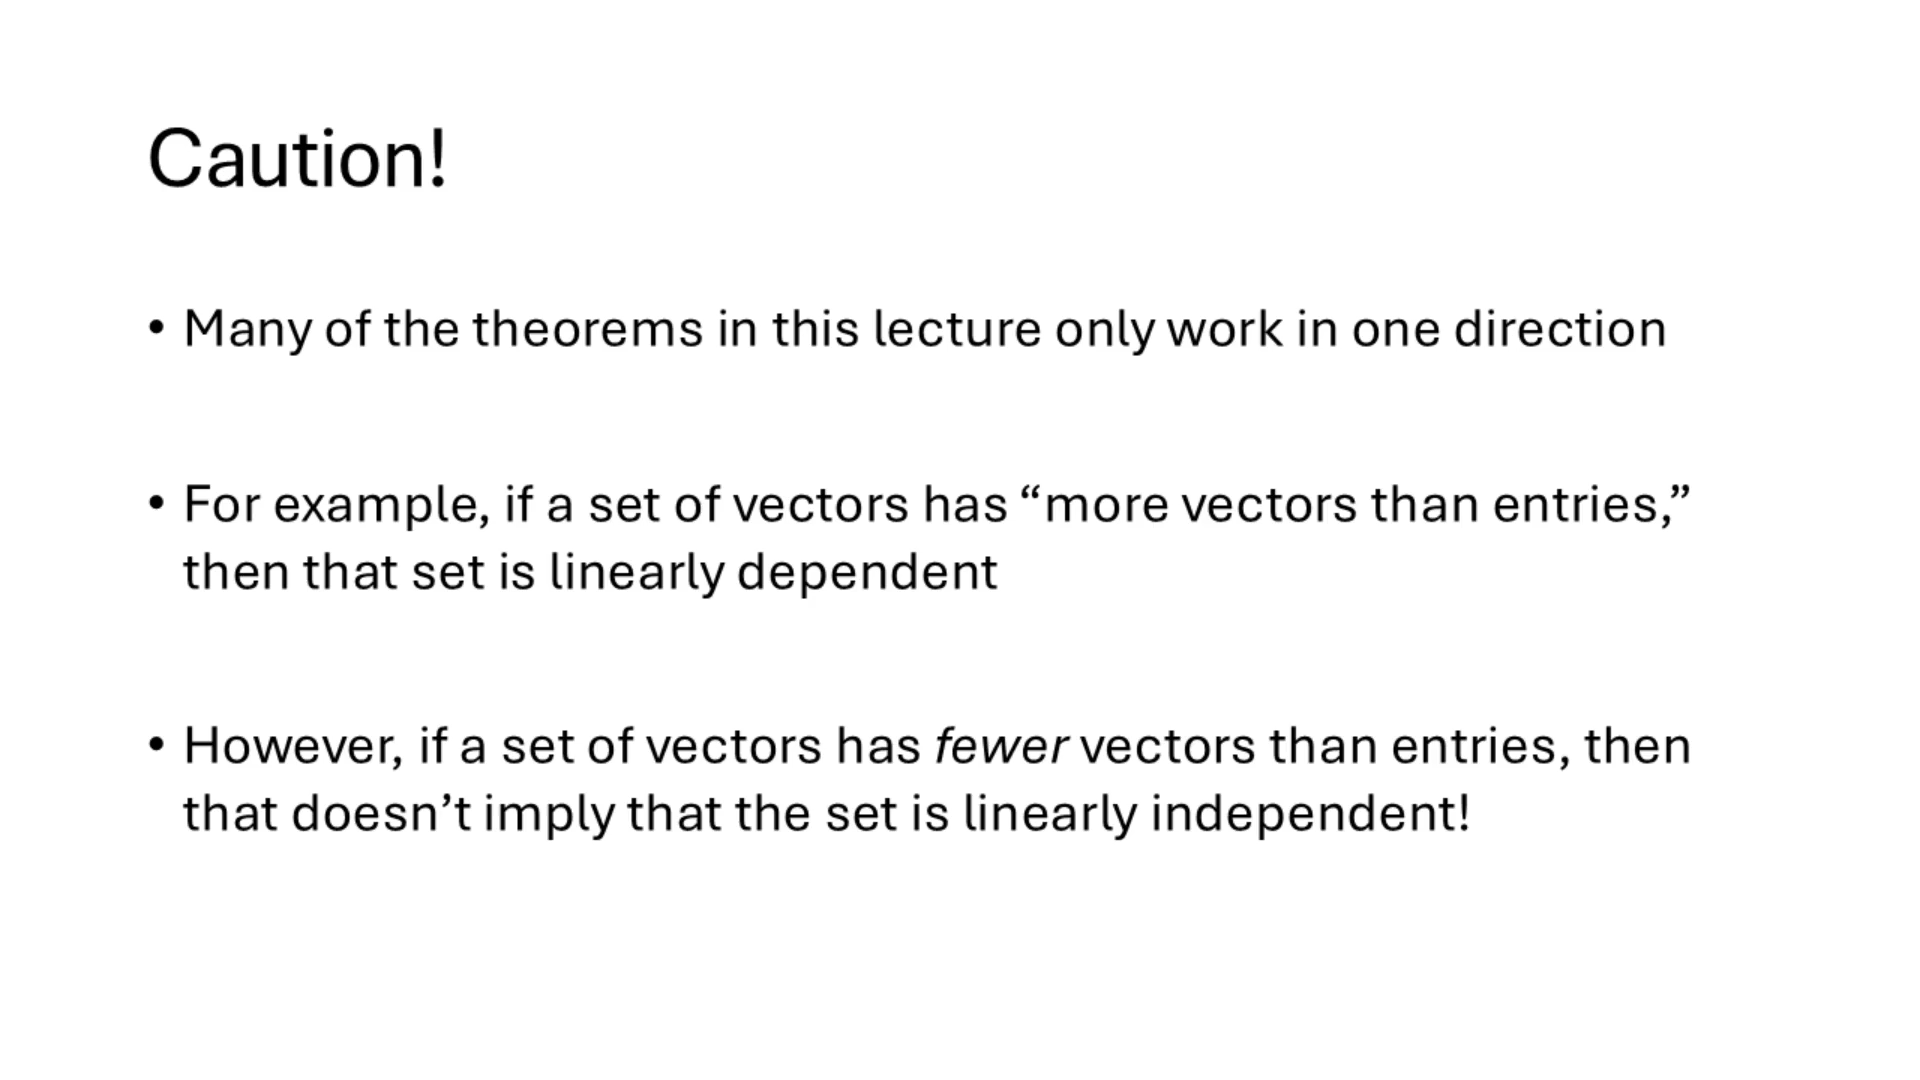 Caution!
• Many of the theorems in this lecture only work in one direction
• For example, if a set of vectors has “more vectors than entries,”
then that set is linearly dependent
• However, if a set of vectors has fewer vectors than entries, then
that doesn’t imply that the set is linearly independent!